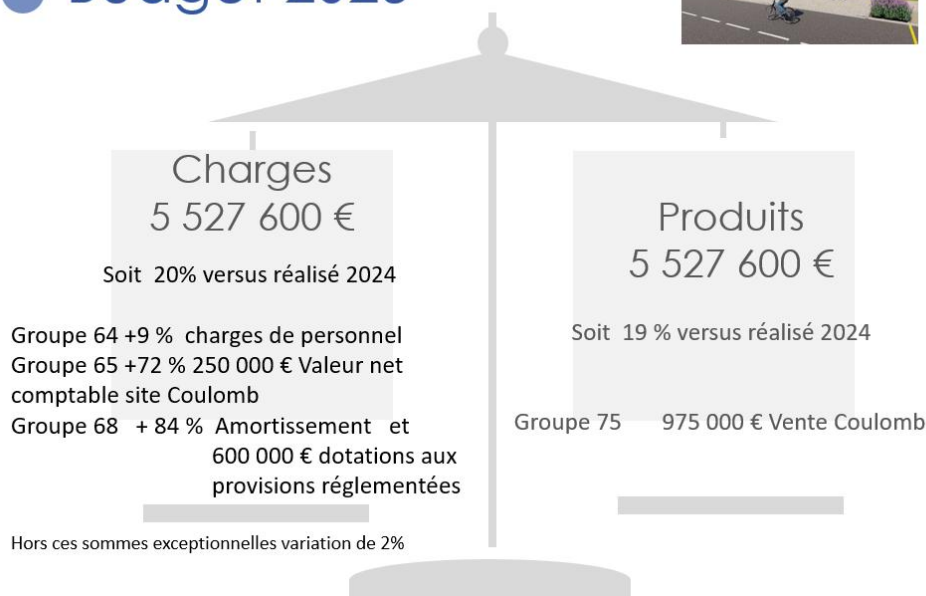 Budget 2025
Charges
5 527 600 €
Soit 20% versus réalisé 2024
Groupe 64 +9 % charges de personnel
Groupe 65 +72 % 250 000 € Valeur net
comptable site Coulomb
Groupe 68 + 84 % Amortissement et
600 000 € dotations aux
provisions réglementées
Hors ces sommes exceptionnelles variation de 2%
Produits
5 527 600 €
Soit 19 % versus réalisé 2024
Groupe 75 975 000 € Vente Coulomb